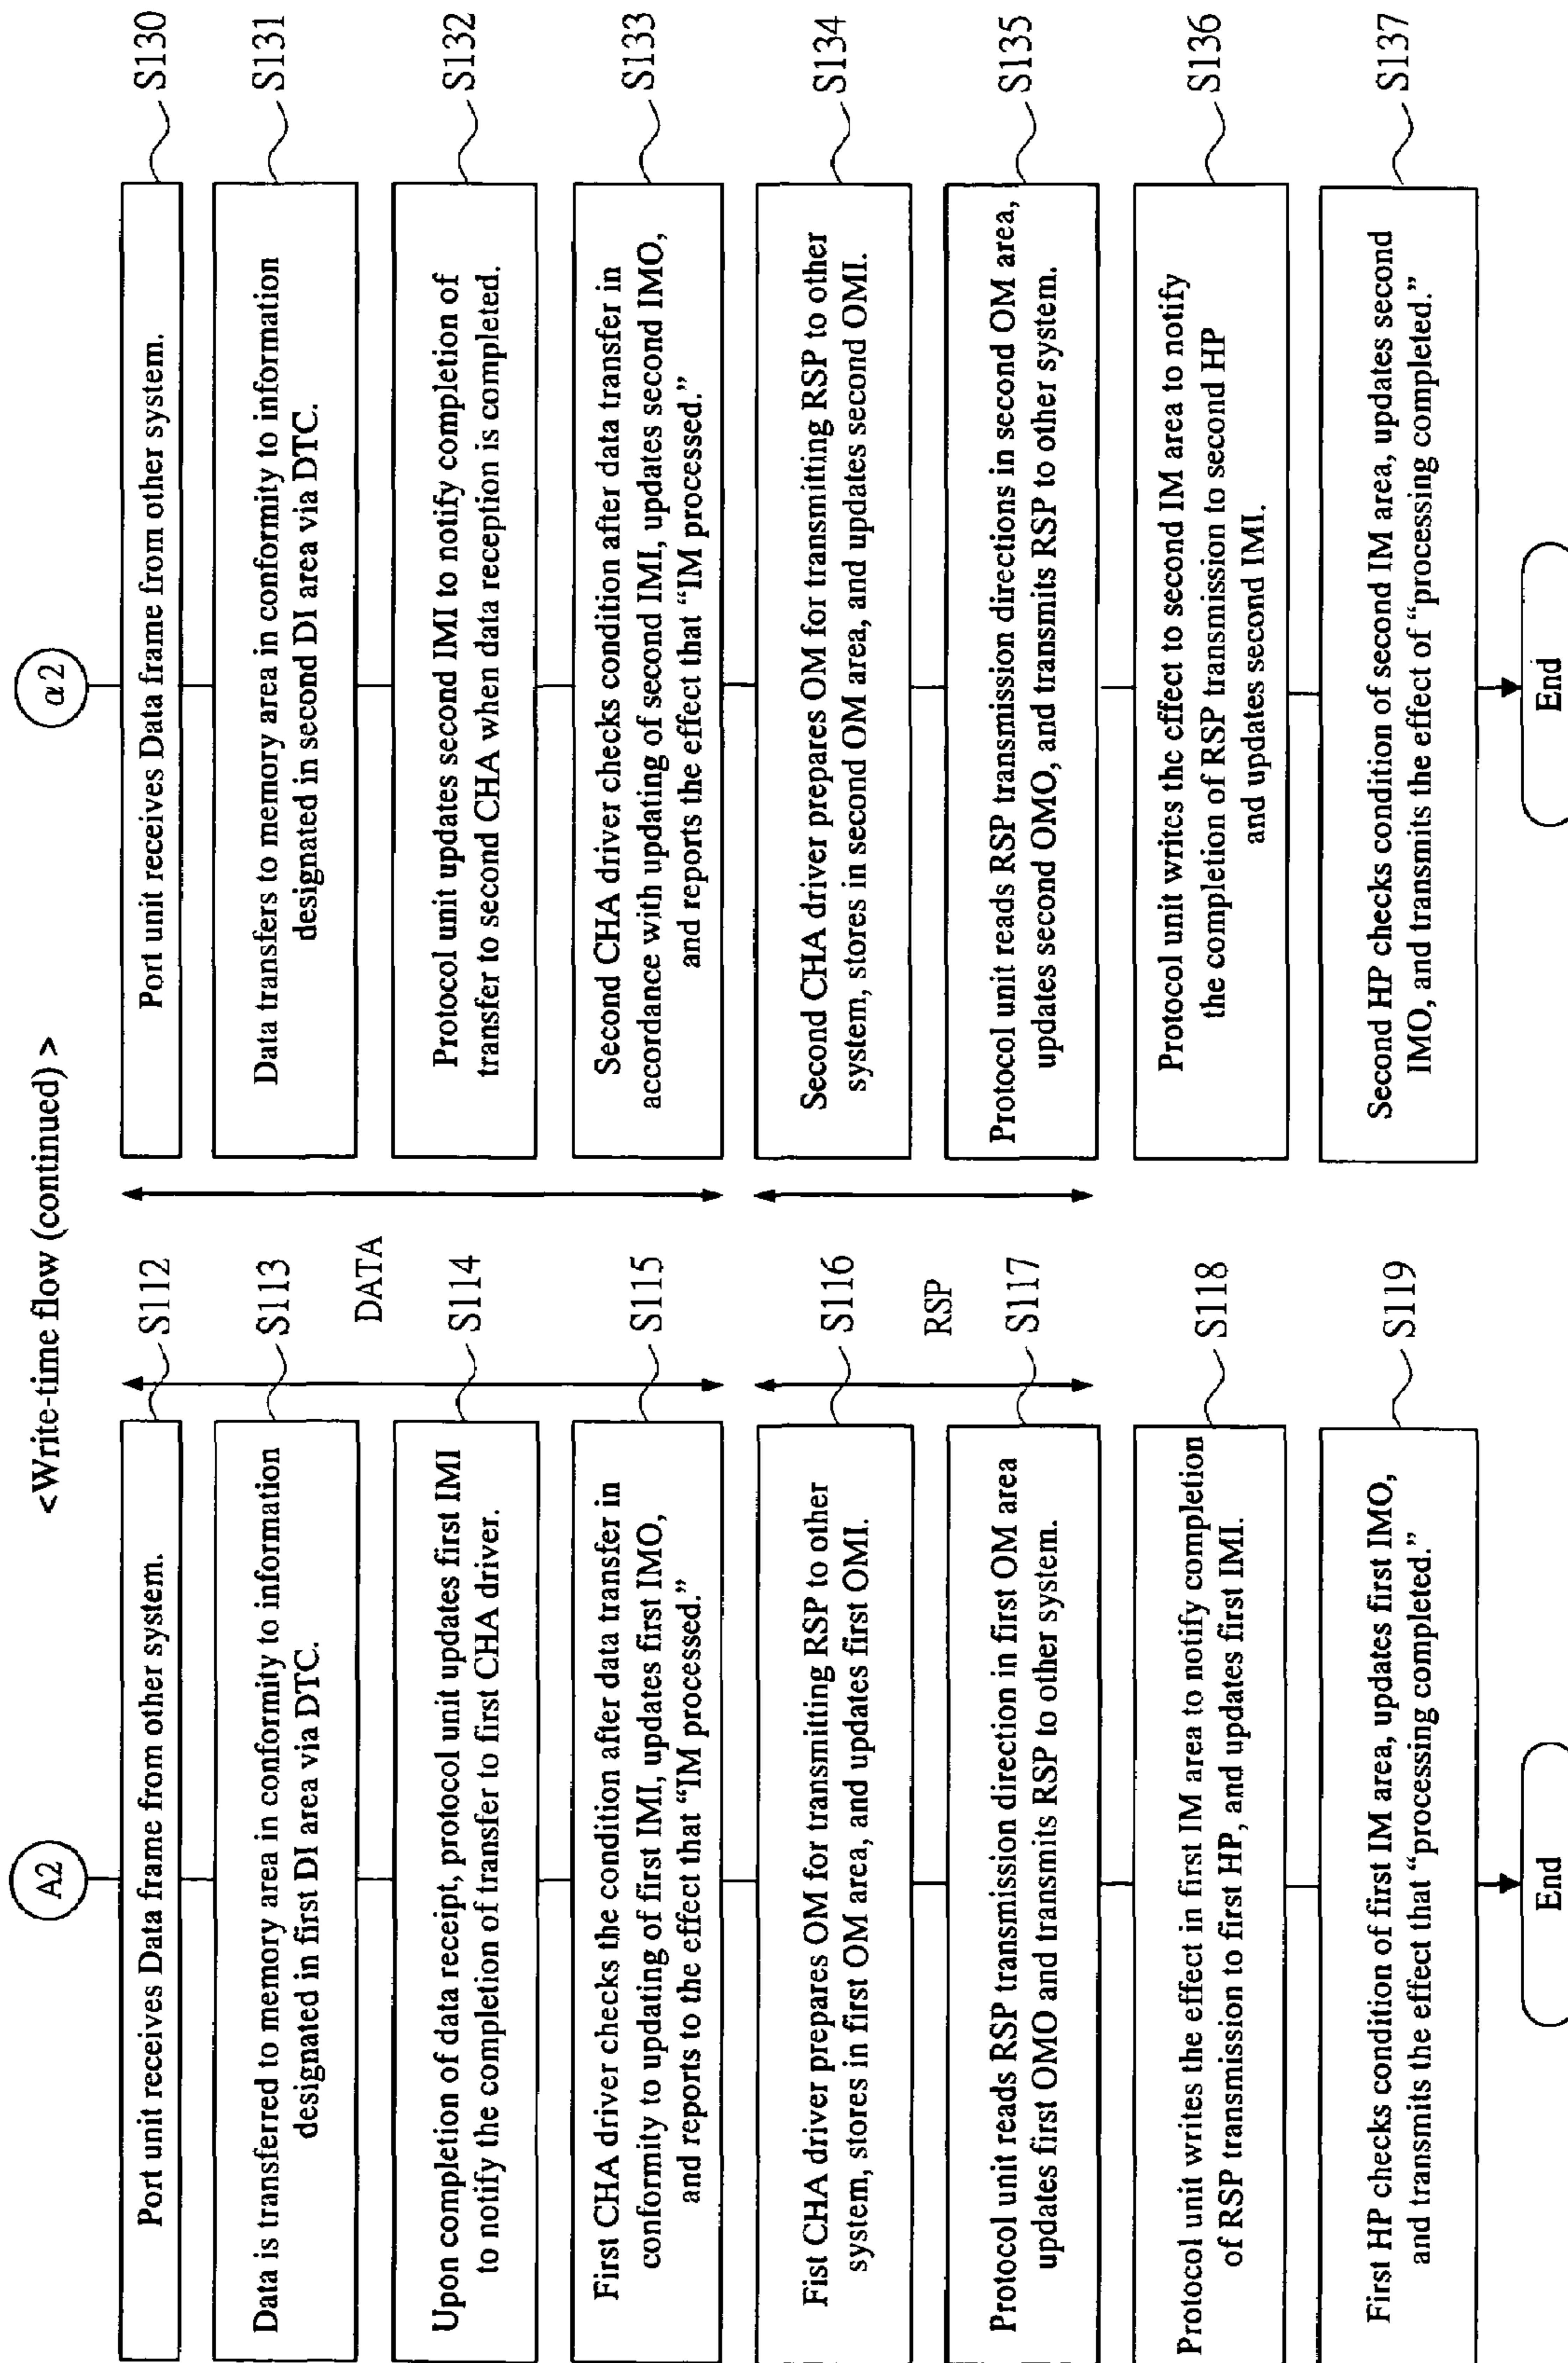 <Write-time flow (continued) >
A2
Port unit receives Data frame from other system.
S112
Data is transferred to memory area in conformity to information
designated in first DI area via DTC.
S113
DATA
Upon completion of data receipt, protocol unit updates first IMI
to notify the completion of transfer to first CHA driver.
S114
First CHA driver checks the condition after data transfer in
conformity to updating of first IMI, updates first IMO,
and reports to the effect that “IM processed.”
S115
Fist CHA driver prepares OM for transmitting RSP to other
system, stores in first OM area, and updates first OMI.
S116
RSP
Protocol unit reads RSP transmission direction in first OM area
updates first OMO and transmits RSP to other system.
S117
Protocol unit writes the effect in first IM area to notify completion
of RSP transmission to first HP, and updates first IMI.
S118
First HP checks condition of first IM area, updates first IMO,
and transmits the effect that “processing completed.”
S119
End
α2
Port unit receives Data frame from other system.
S130
Data transfers to memory area in conformity to information
designated in second DI area via DTC.
S131
Protocol unit updates second IMI to notify completion of
transfer to second CHA when data reception is completed.
S132
Second CHA driver checks condition after data transfer in
accordance with updating of second IMI, updates second IMO,
and reports the effect that “IM processed.”
S133
Second CHA driver prepares OM for transmitting RSP to other
system, stores in second OM area, and updates second OMI.
S134
Protocol unit reads RSP transmission directions in second OM area,
updates second OMO, and transmits RSP to other system.
S135
Protocol unit writes the effect to second IM area to notify
the completion of RSP transmission to second HP
and updates second IMI.
S136
Second HP checks condition of second IM area, updates second
IMO, and transmits the effect of “processing completed.”
S137
End